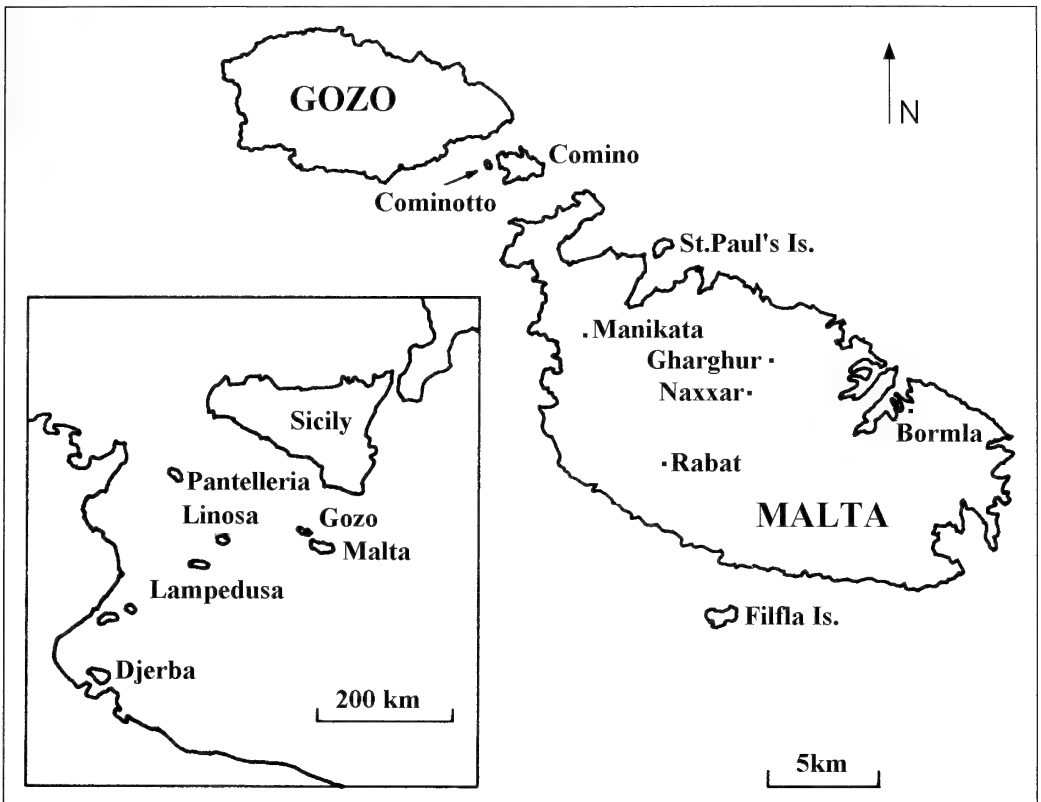 GOZO
N
Comino
Cominotto
St.Paul's Is.
Manikata
Gharghur
Naxxar
Bormla
Rabat
MALTA
Filfla Is.
5km
Sicily
Pantelleria
Linosa
Gozo
Malta
Lampedusa
Djerba
200 km